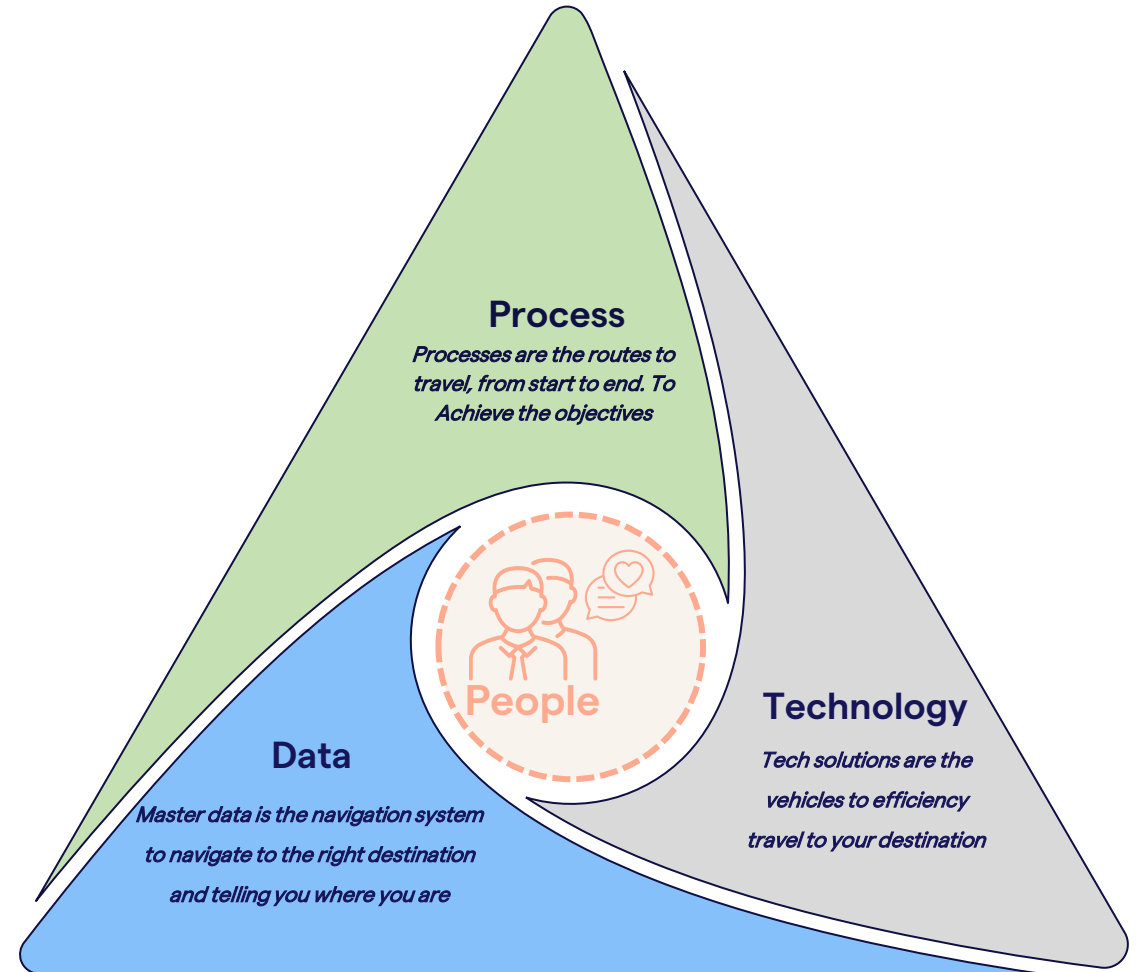 Process
Processes are the routes to
travel, from start to end. To
Achieve the objectives
People
Technology
Tech solutions are the
vehicles to efficiency
travel to your destination
Data
Master data is the navigation system
to navigate to the right destination
and telling you where you are